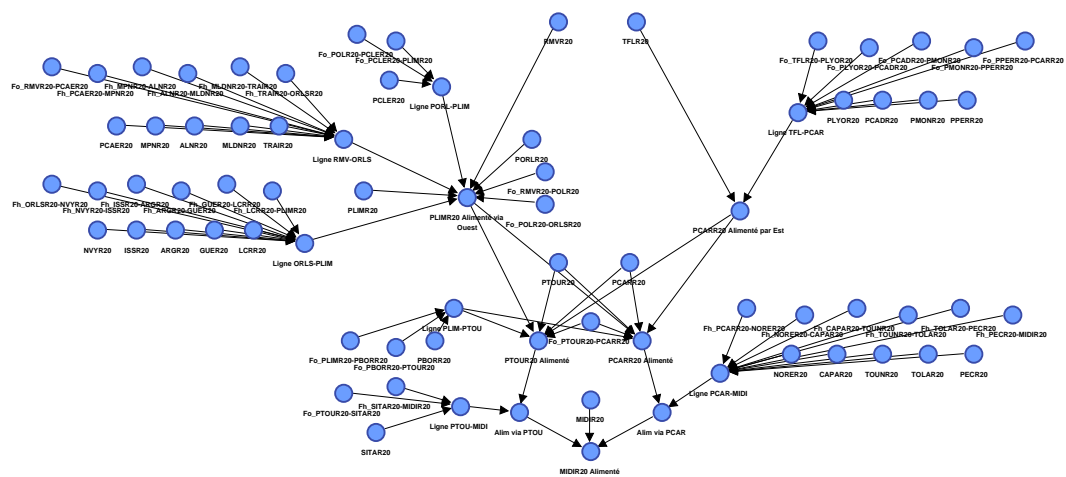 RMVR20
TFLR20
Fo_POLR20-PCLER20
Fo_PCLER20-PLIMR20
Fo_TFLR20-PLYOR20
Fo_PLYOR20-PCADR20
Fo_PCADR20-PMONR20
Fo_PMONR20-PPERR20
Fo_PPERR20-PCARR20
Fo_RMVR20-PCAER20
Fh_PCAER20-MPNR20
Fh_MPNR20-ALNR20
Fh_ALNR20-MLDNR20
Fh_MLDNR20-TRAIR20
Fh_TRAIR20-ORLSR20
PCLER20
Ligne PORL-PLIM
PLYOR20
PCADR20
PMONR20
PPERR20
Ligne TFL-PCAR
PCAER20
MPNR20
ALNR20
MLDNR20
TRAIR20
Ligne RMV-ORLS
PORLR20
Fo_RMVR20-POLR20
Fo_POLR20-ORLSR20
Fh_ORLSR20-NVYR20
Fh_NVYR20-ISSR20
Fh_ISSR20-ARGR20
Fh_ARGR20-GUER20
Fh_GUER20-LCRR20
Fh_LCRR20-PLIMR20
PLIMR20
PLIMR20 Alimenté via
Ouest
PCARR20 Alimenté par Est
NVYR20
ISSR20
ARGR20
GUER20
LCRR20
Ligne ORLS-PLIM
PTOUR20
PCARR20
Ligne PLIM-PTOU
Fo_PTOUR20-PCARR20
Fh_PCARR20-NORER20
Fh_NORER20-CAPAR20
Fh_CAPAR20-TOUNR20
Fh_TOUNR20-TOLAR20
Fh_TOLAR20-PECR20
Fh_PECR20-MIDIR20
Fo_PLIMR20-PBORR20
Fo_PBORR20-PTOUR20
PBORR20
PTOUR20 Alimenté
PCARR20 Alimenté
NORER20
CAPAR20
TOUNR20
TOLAR20
PECR20
Ligne PCAR-MIDI
Fo_PTOUR20-SITAR20
Fh_SITAR20-MIDIR20
SITAR20
Ligne PTOU-MIDI
Alim via PTOU
MIDIR20
Alim via PCAR
MIDIR20 Alimenté